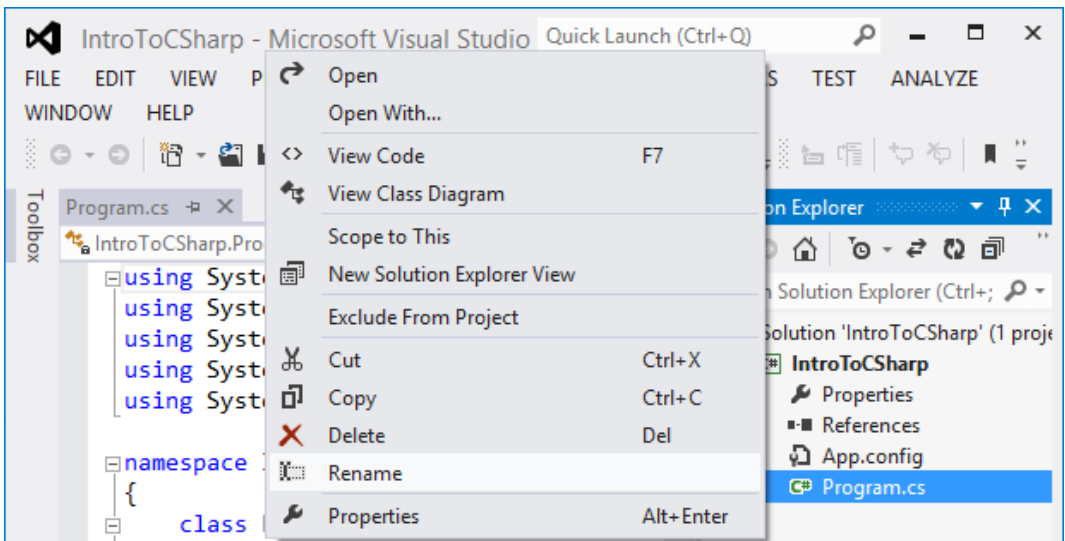 IntroToCSharp - Microsoft Visual Studio Quick Launch (Ctrl+Q)
FILE EDIT VIEW P S TEST ANALYZE
WINDOW HELP
Toolbox
Program.cs
IntroToCSharp.Pro
using Syste
using Syste
using Syste
using Syste
using Syste
namespace
{
class
Open
Open With...
View Code F7
View Class Diagram
Scope to This
New Solution Explorer View
Exclude From Project
Cut Ctrl+X
Copy Ctrl+C
Delete Del
Rename
Properties Alt+Enter
on Explorer
Solution Explorer (Ctrl+;
Solution 'IntroToCSharp' (1 proje
C# IntroToCSharp
Properties
References
App.config
C# Program.cs